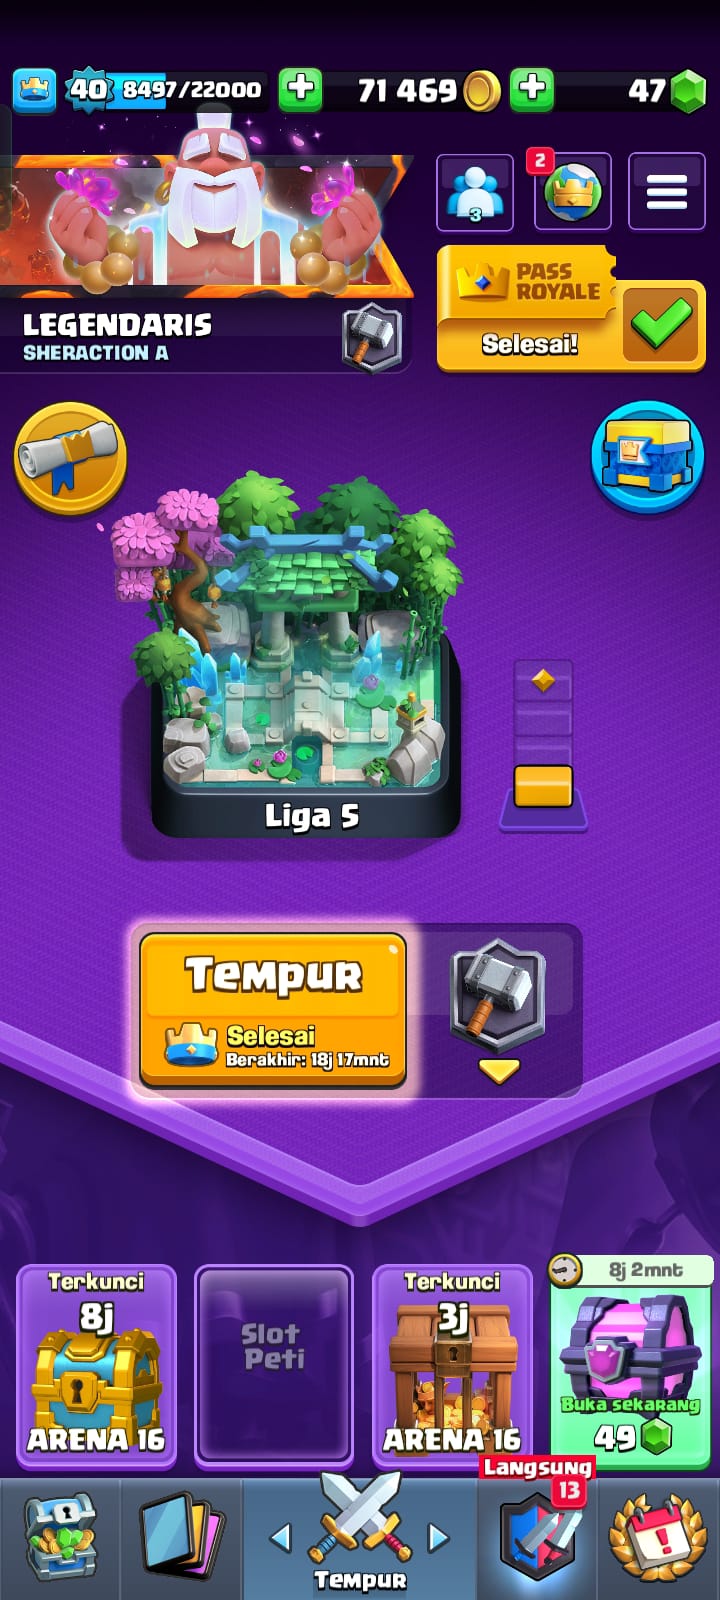 40 8497/22000
71 469
47
3
2
PASS
ROYALE
Selesai!
LEGENDARIS
SHERACTION A
Liga 5
Tempur
Selesai
Berakhir: 18j 17mnt
Terkunci
8j
ARENA 16
Slot
Peti
Terkunci
3j
ARENA 16
8j 2mnt
Buka sekarang
49
Langsung
13
Tempur